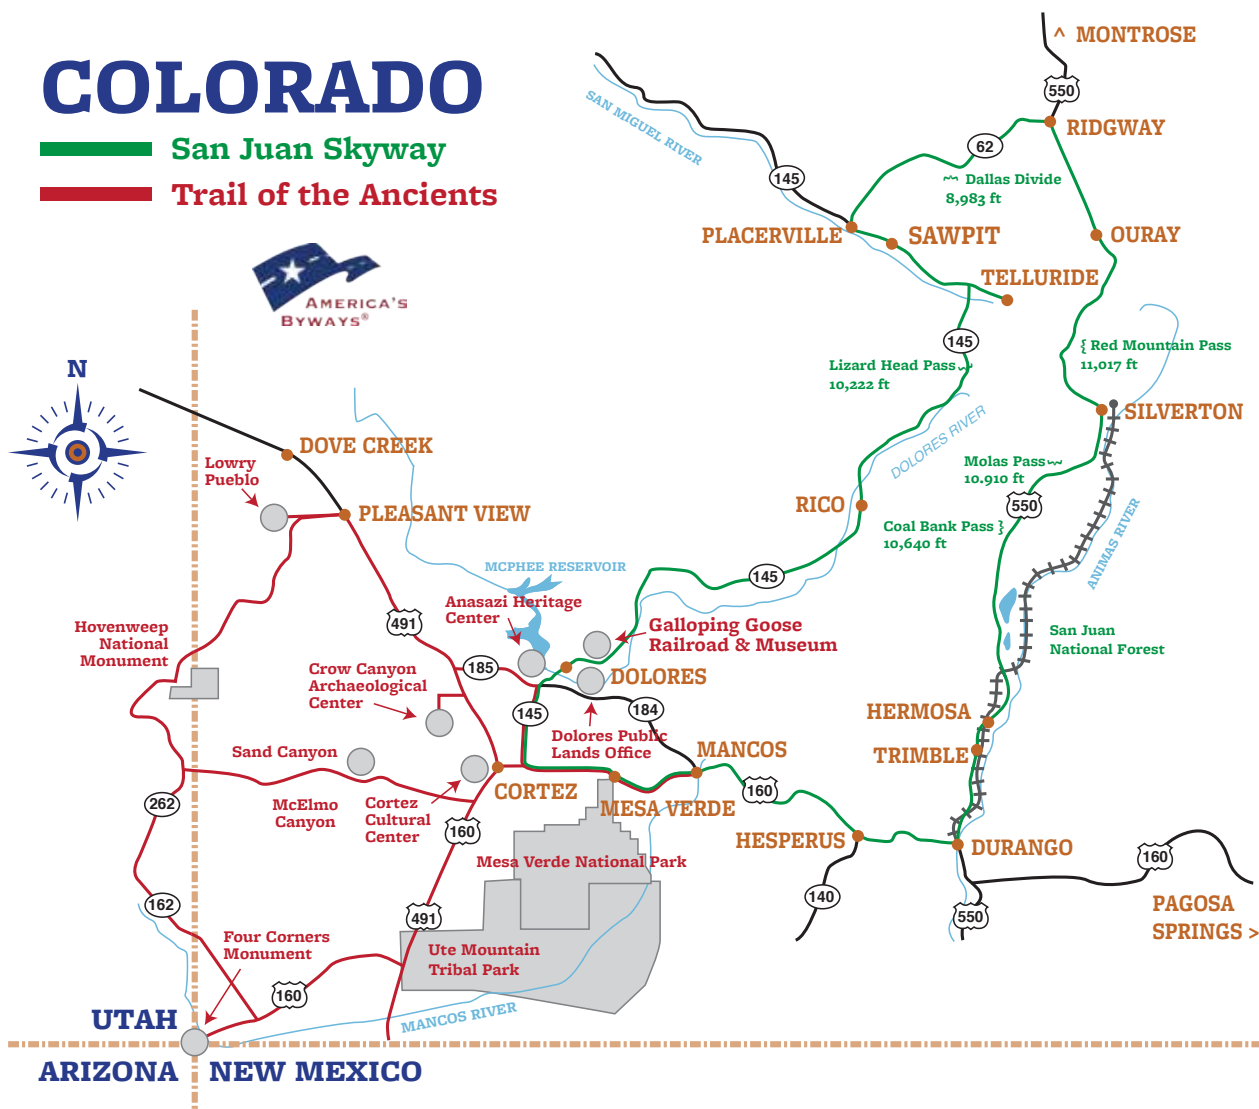 COLORADO
San Juan Skyway
Trail of the Ancients
AMERICA'S
BYWAYS®
N
^ MONTROSE
550
RIDGWAY
62
Dallas Divide
8,983 ft
SAN MIGUEL RIVER
145
PLACERVILLE
SAWPIT
OURAY
TELLURIDE
145
Lizard Head Pass
10,222 ft
{ Red Mountain Pass
11,017 ft
SILVERTON
DOLORES RIVER
Molas Pass
10.910 ft
550
RICO
Coal Bank Pass }
10,640 ft
ANIMAS RIVER
145
San Juan
National Forest
DOVE CREEK
Lowry
Pueblo
PLEASANT VIEW
MCPHEE RESERVOIR
Anasazi Heritage
Center
491
Galloping Goose
Railroad & Museum
Hovenweep
National
Monument
185
Crow Canyon
Archaeological
Center
DOLORES
145
184
Dolores Public
Lands Office
HERMOSA
TRIMBLE
MANCOS
Sand Canyon
CORTEZ
MESA VERDE
160
262
McElmo
Canyon
Cortez
Cultural
Center
160
HESPERUS
DURANGO
160
Mesa Verde National Park
140
162
491
550
PAGOSA
SPRINGS >
Four Corners
Monument
Ute Mountain
Tribal Park
160
MANCOS RIVER
UTAH
ARIZONA
NEW MEXICO